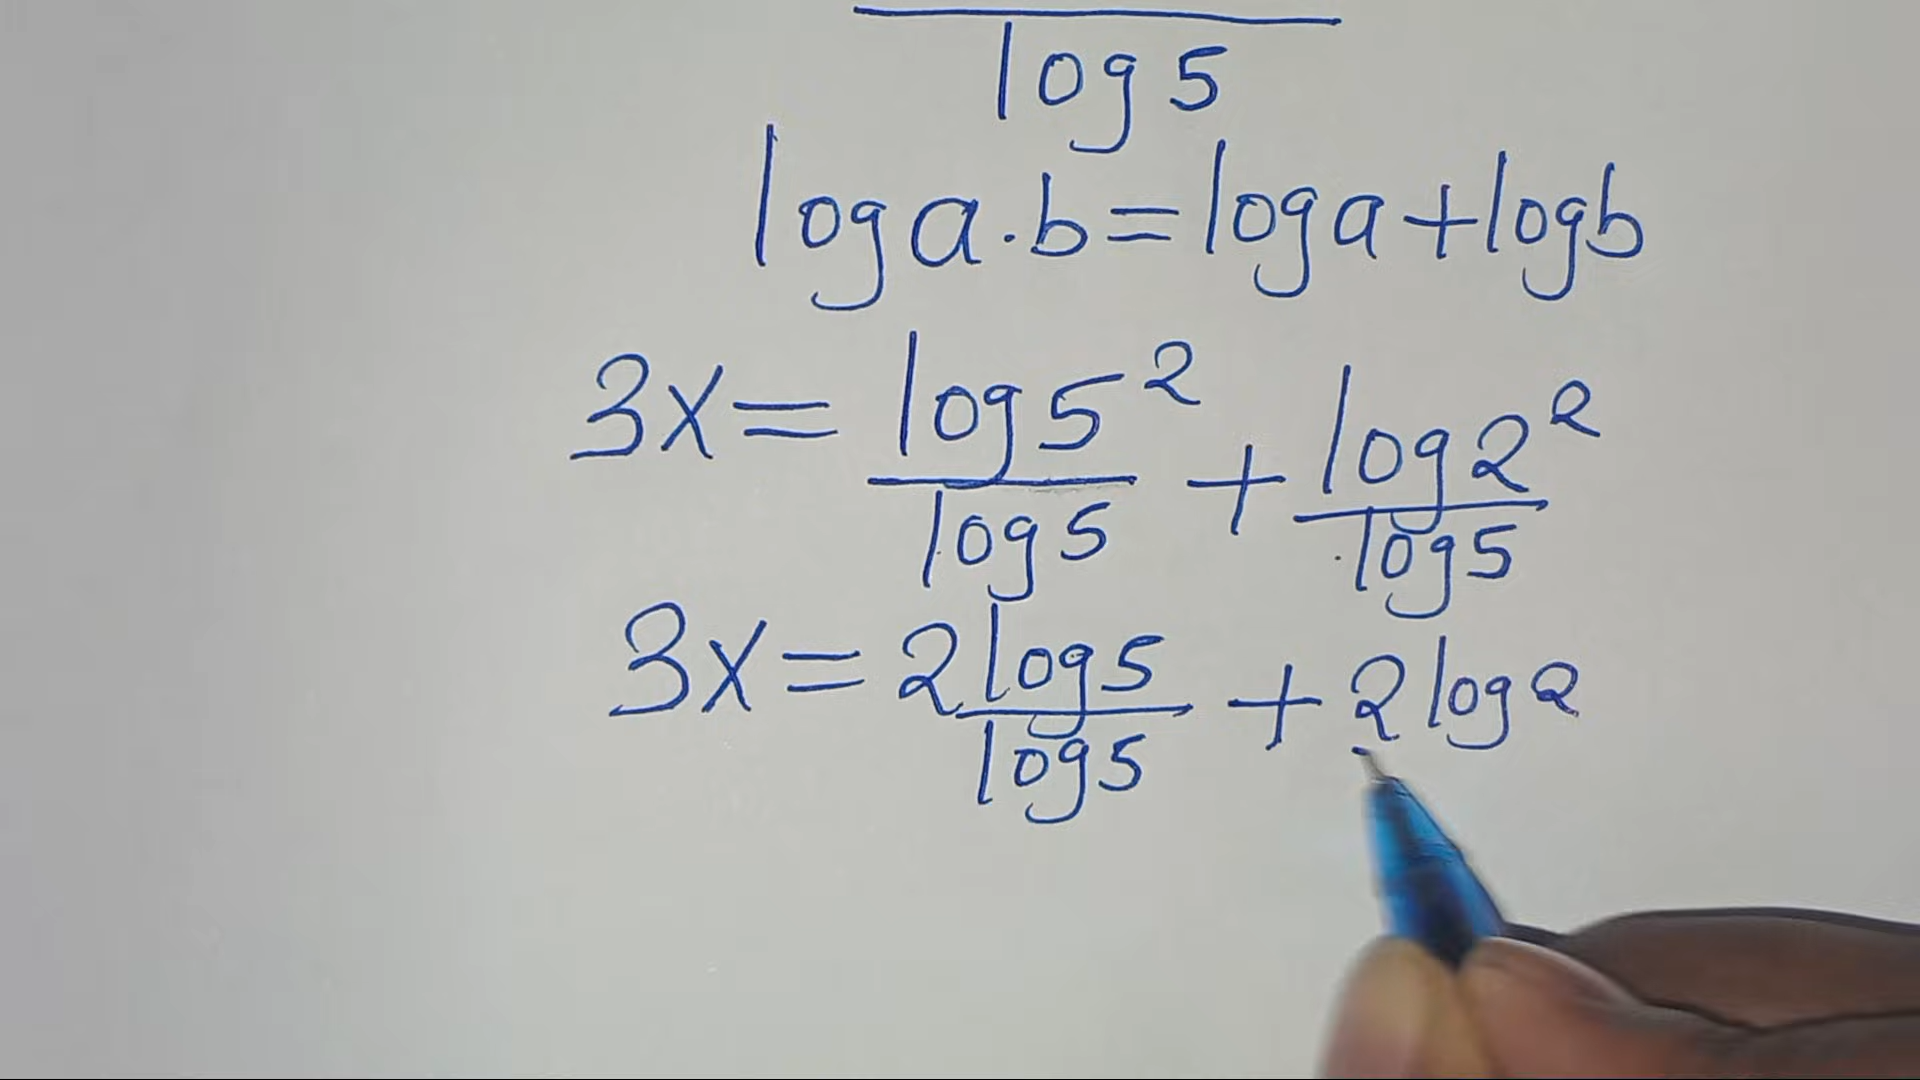 log 5
log a . b = log a + log b
3x = log 5² / log 5 + log 2² / log 5
3x = 2 log 5 / log 5 + 2 log 2